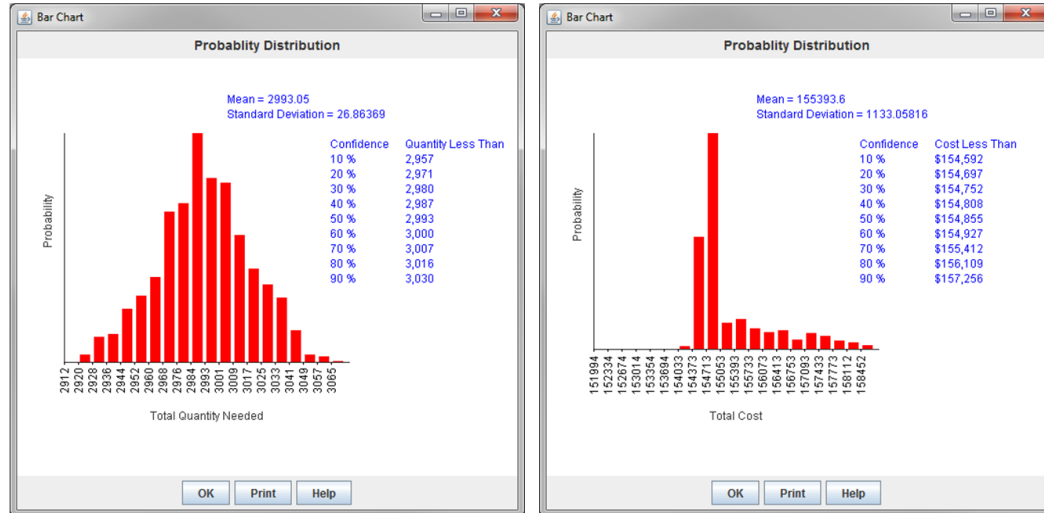 Bar Chart
Probablity Distribution
Mean = 2993.05
Standard Deviation = 26.86369
Confidence Quantity Less Than
10 % 2,957
20 % 2,971
30 % 2,980
40 % 2,987
50 % 2,993
60 % 3,000
70 % 3,007
80 % 3,016
90 % 3,030
Probability
2912 2920 2928 2936 2944 2952 2960 2968 2976 2984 2993 3001 3009 3017 3025 3033 3041 3049 3057 3065
Total Quantity Needed
OK Print Help
Bar Chart
Probablity Distribution
Mean = 155393.6
Standard Deviation = 1133.05816
Confidence Cost Less Than
10 % $154,592
20 % $154,697
30 % $154,752
40 % $154,808
50 % $154,855
60 % $154,927
70 % $155,412
80 % $156,109
90 % $157,256
Probability
151994 152334 152674 153014 153354 153694 154033 154373 154713 155053 155393 155733 156073 156413 156753 157093 157433 157773 158112 158452
Total Cost
OK Print Help